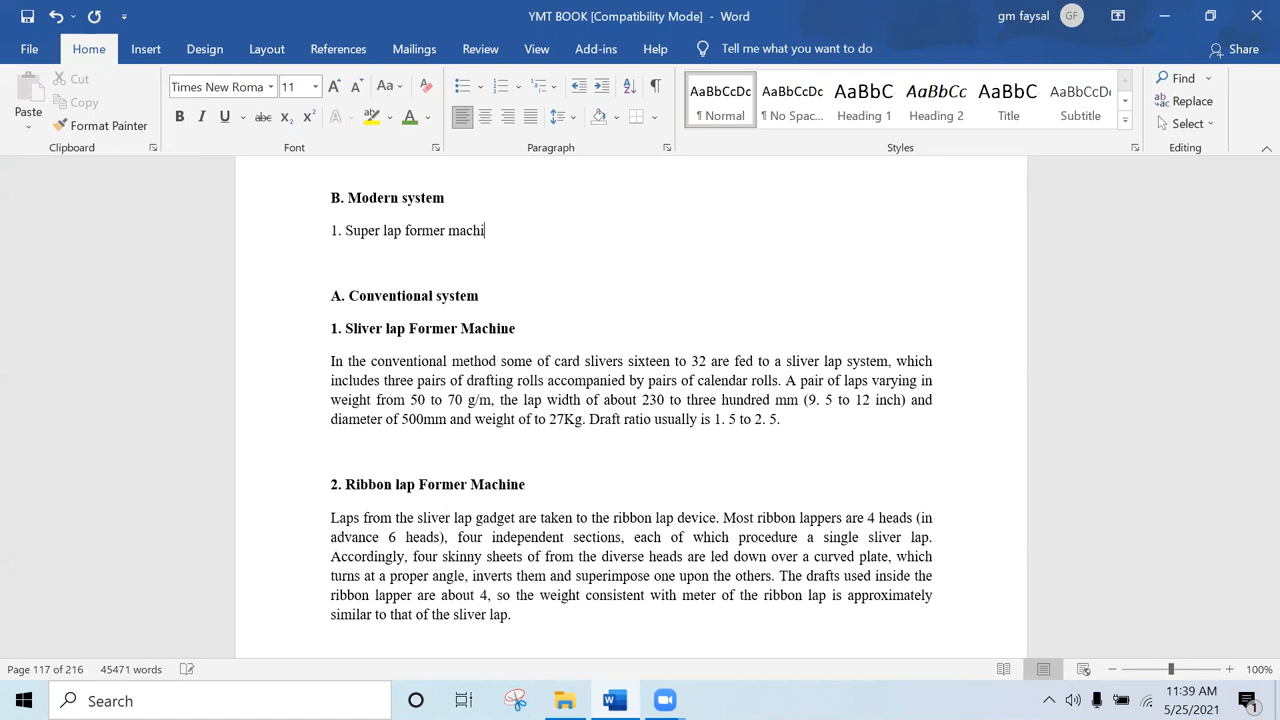 YMT BOOK [Compatibility Mode] - Word
gm faysal
GF
File Home Insert Design Layout References Mailings Review View Add-ins Help Tell me what you want to do Share
Paste
Cut
Copy
Format Painter
Clipboard
Times New Roma 11
Font
Paragraph
AaBbCcDc ¶ Normal
AaBbCcDc ¶ No Spac...
AaBbC Heading 1
AaBbCc Heading 2
AaBbC Title
AaBbCcDc Subtitle
Styles
Find
Replace
Select
Editing
B. Modern system
1. Super lap former machi
A. Conventional system
1. Sliver lap Former Machine
In the conventional method some of card slivers sixteen to 32 are fed to a sliver lap system, which
includes three pairs of drafting rolls accompanied by pairs of calendar rolls. A pair of laps varying in
weight from 50 to 70 g/m, the lap width of about 230 to three hundred mm (9. 5 to 12 inch) and
diameter of 500mm and weight of to 27Kg. Draft ratio usually is 1. 5 to 2. 5.
2. Ribbon lap Former Machine
Laps from the sliver lap gadget are taken to the ribbon lap device. Most ribbon lappers are 4 heads (in
advance 6 heads), four independent sections, each of which procedure a single sliver lap.
Accordingly, four skinny sheets of from the diverse heads are led down over a curved plate, which
turns at a proper angle, inverts them and superimpose one upon the others. The drafts used inside the
ribbon lapper are about 4, so the weight consistent with meter of the ribbon lap is approximately
similar to that of the sliver lap.
Page 117 of 216 45471 words 100%
Search
11:39 AM
5/25/2021
1